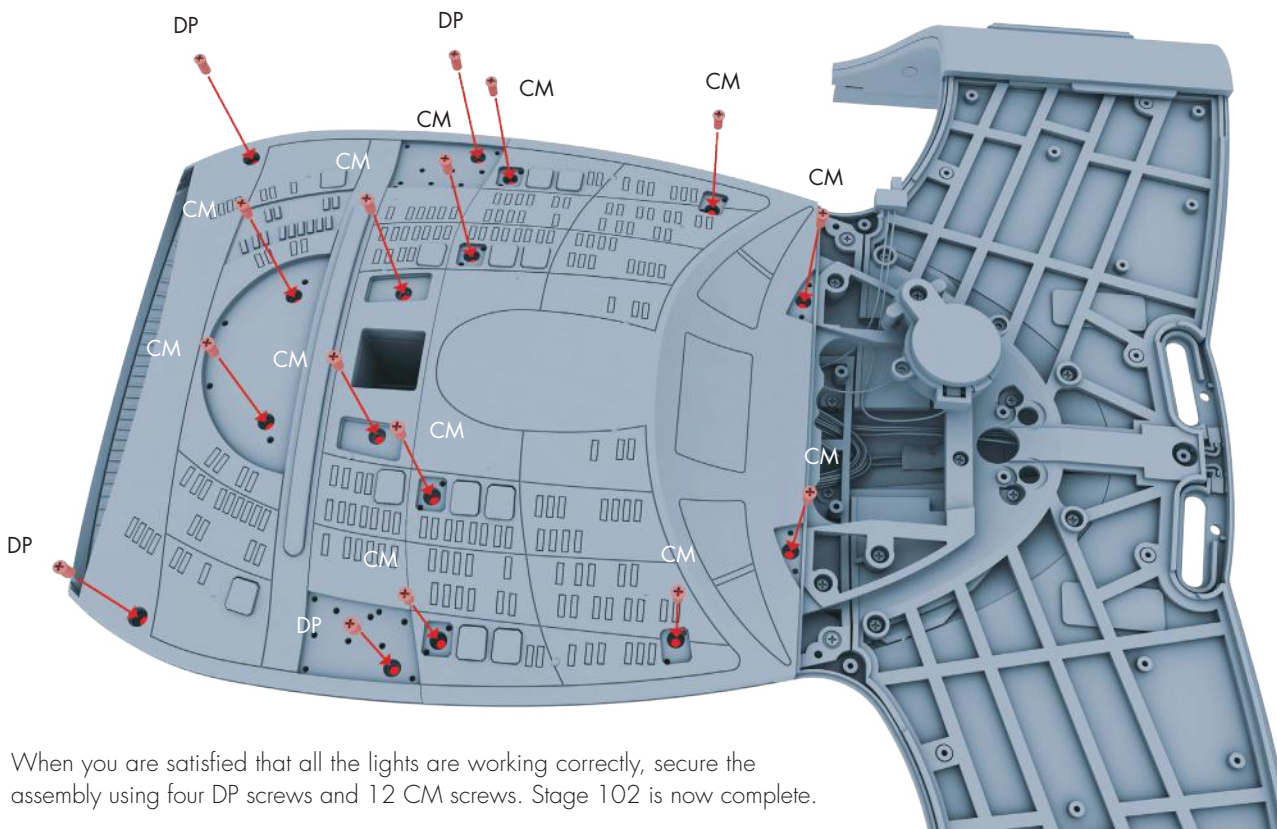 DP
DP
CM
CM
CM
CM
CM
CM
CM
CM
CM
CM
DP
CM
CM
DP
When you are satisfied that all the lights are working correctly, secure the
assembly using four DP screws and 12 CM screws. Stage 102 is now complete.